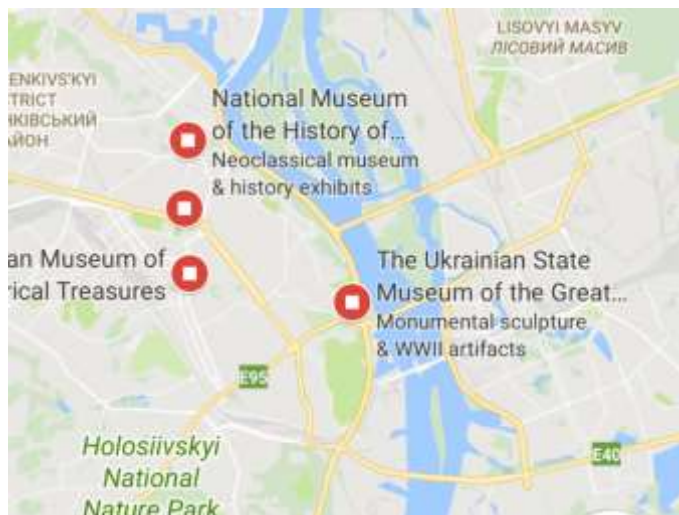 LISOVYI MASYV
ЛІСОВИЙ МАСИВ
ENKIVS'KYI
TRICT
НКІВСЬКИЙ
АЙОН
National Museum
of the History of...
Neoclassical museum
& history exhibits
an Museum of
rical Treasures
The Ukrainian State
Museum of the Great...
Monumental sculpture
& WWII artifacts
E95
E40
Holosiivskyi
National
Nature Park